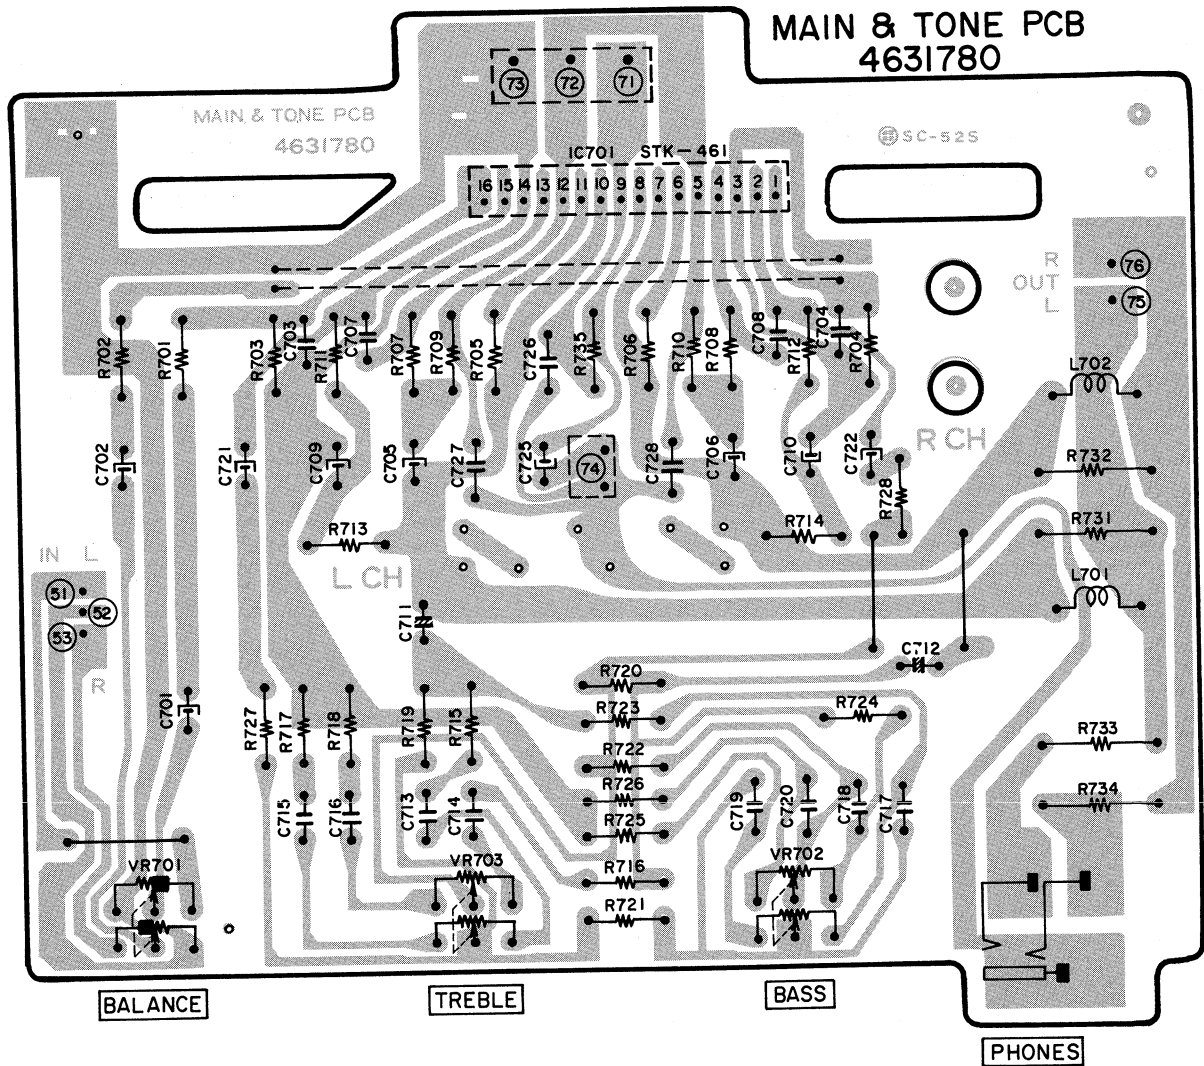 MAIN & TONE PCB
4631780
73 72 71
MAIN & TONE PCB
4631780
SC-52S
IC701 STK-461
16 15 14 13 12 11 10 9 8 7 6 5 4 3 2 1
R
OUT
L
76
75
R702 R701 R703 C703 R711 C707 R707 R709 R705 C726 R735 R706 R710 R708 C708 R712 C704 R704
L702
R CH
C702 C721 C709 C705 C727 C725 74 C728 C706 C710 C722
R732
R728
R713
R714
R731
IN L
L CH
51
52
53
R
L701
C711
C712
R720
C701 R727 R717 R718 R719 R715
R723
R724
R733
R722
R726
R734
C715 C716 C713 C714
C719 C720 C718 C717
R725
VR701
VR703
R716
VR702
R721
BALANCE
TREBLE
BASS
PHONES